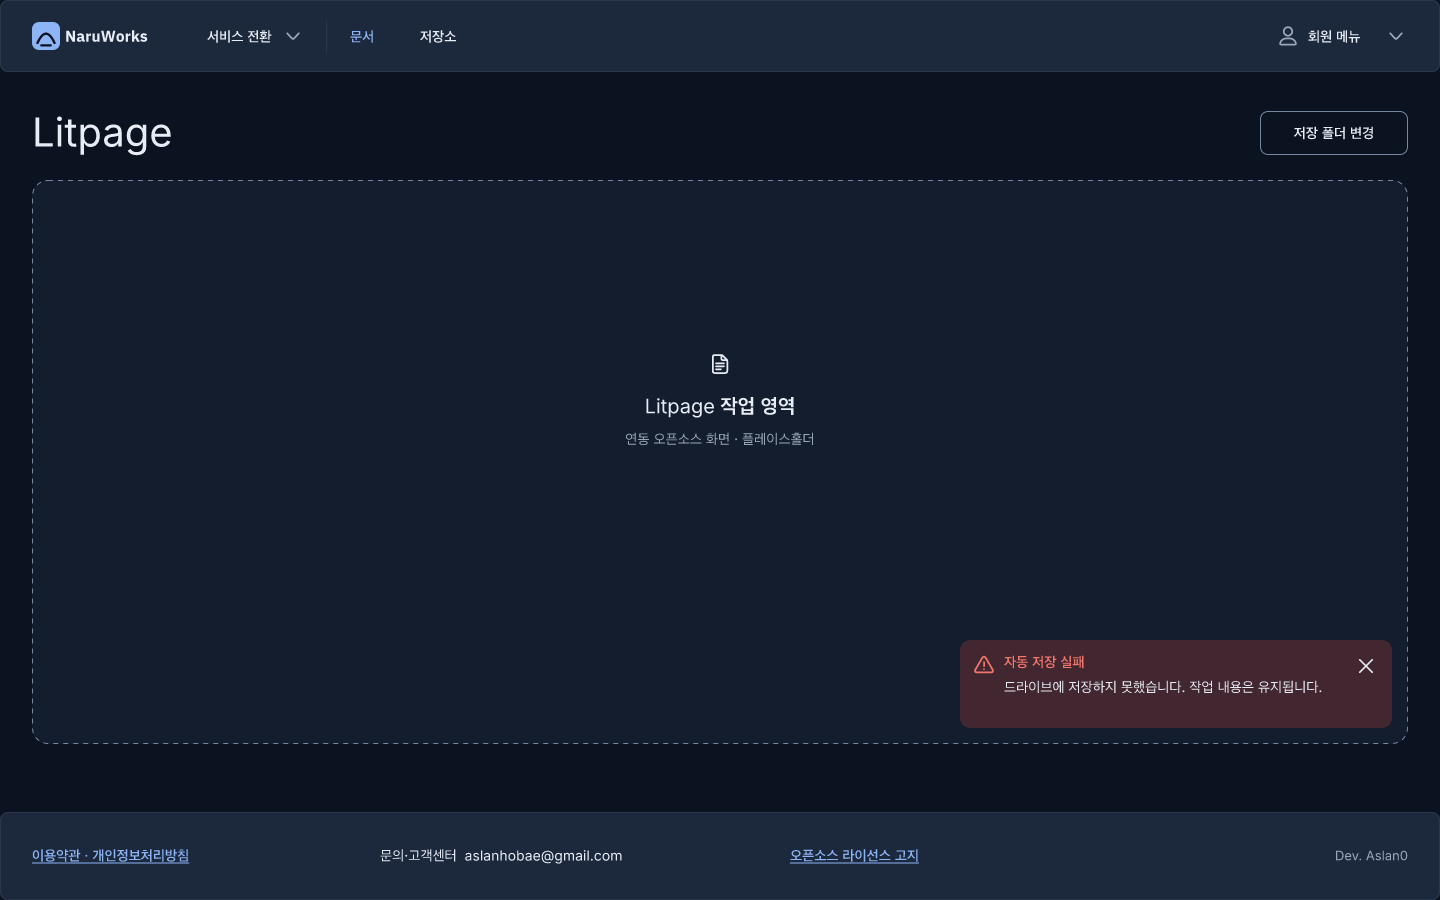 NaruWorks 서비스 전환 문서 저장소 회원 메뉴
Litpage 저장 폴더 변경
Litpage 작업 영역
연동 오픈소스 화면 · 플레이스홀더
자동 저장 실패
드라이브에 저장하지 못했습니다. 작업 내용은 유지됩니다.
이용약관 · 개인정보처리방침 문의·고객센터 aslanhobae@gmail.com 오픈소스 라이선스 고지 Dev. Aslan0